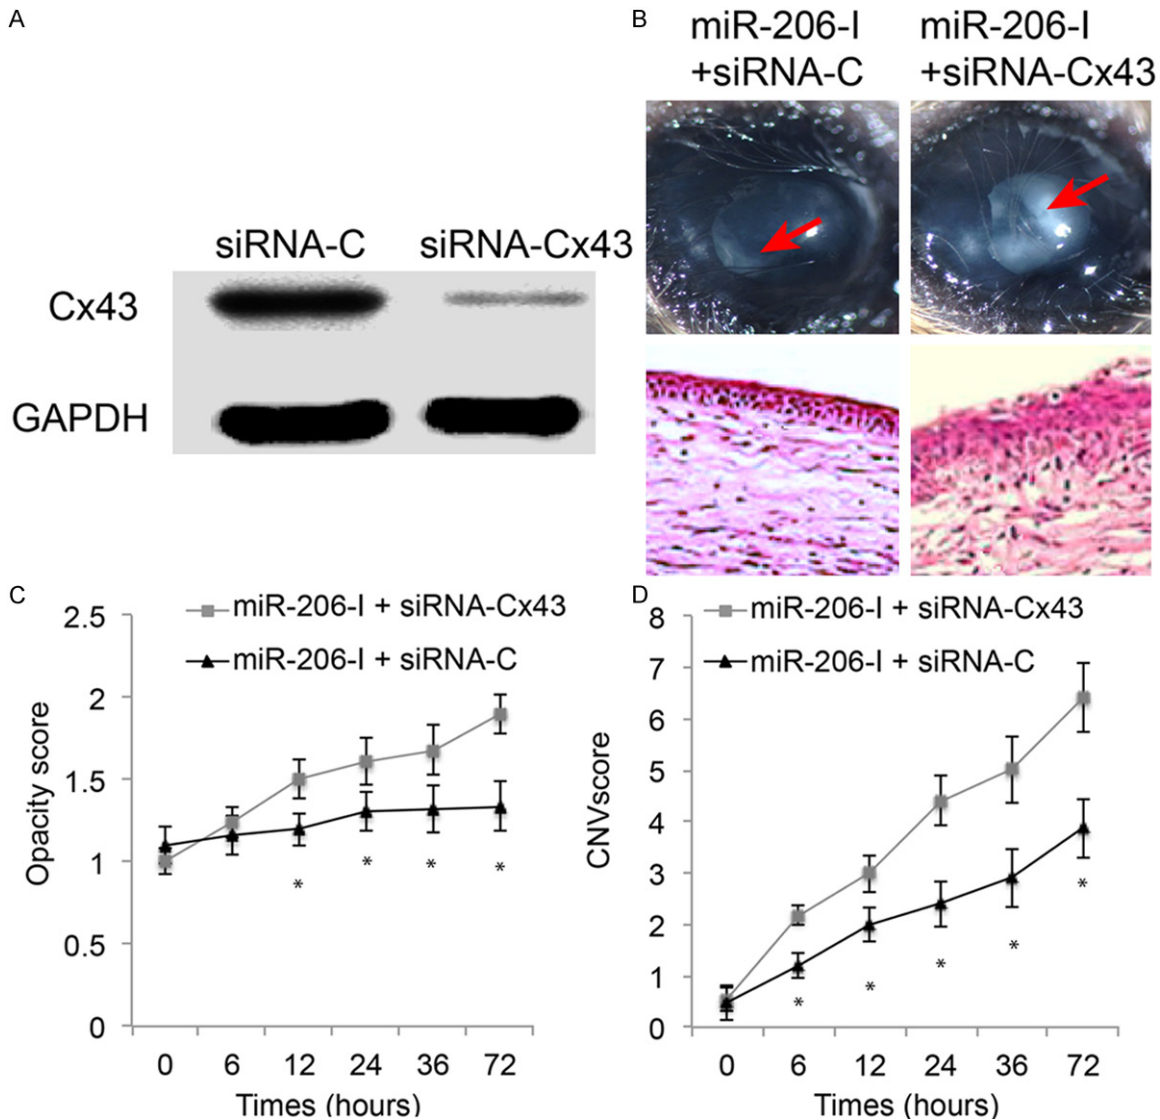 A
siRNA-C
siRNA-Cx43
Cx43
GAPDH
B
miR-206-I
+siRNA-C
miR-206-I
+siRNA-Cx43
C
miR-206-I + siRNA-Cx43
miR-206-I + siRNA-C
2.5
2
1.5
1
0.5
0
Opacity score
* * * *
0 6 12 24 36 72
Times (hours)
D
miR-206-I + siRNA-Cx43
miR-206-I + siRNA-C
8
7
6
5
4
3
2
1
0
CNVscore
* * * * *
0 6 12 24 36 72
Times (hours)